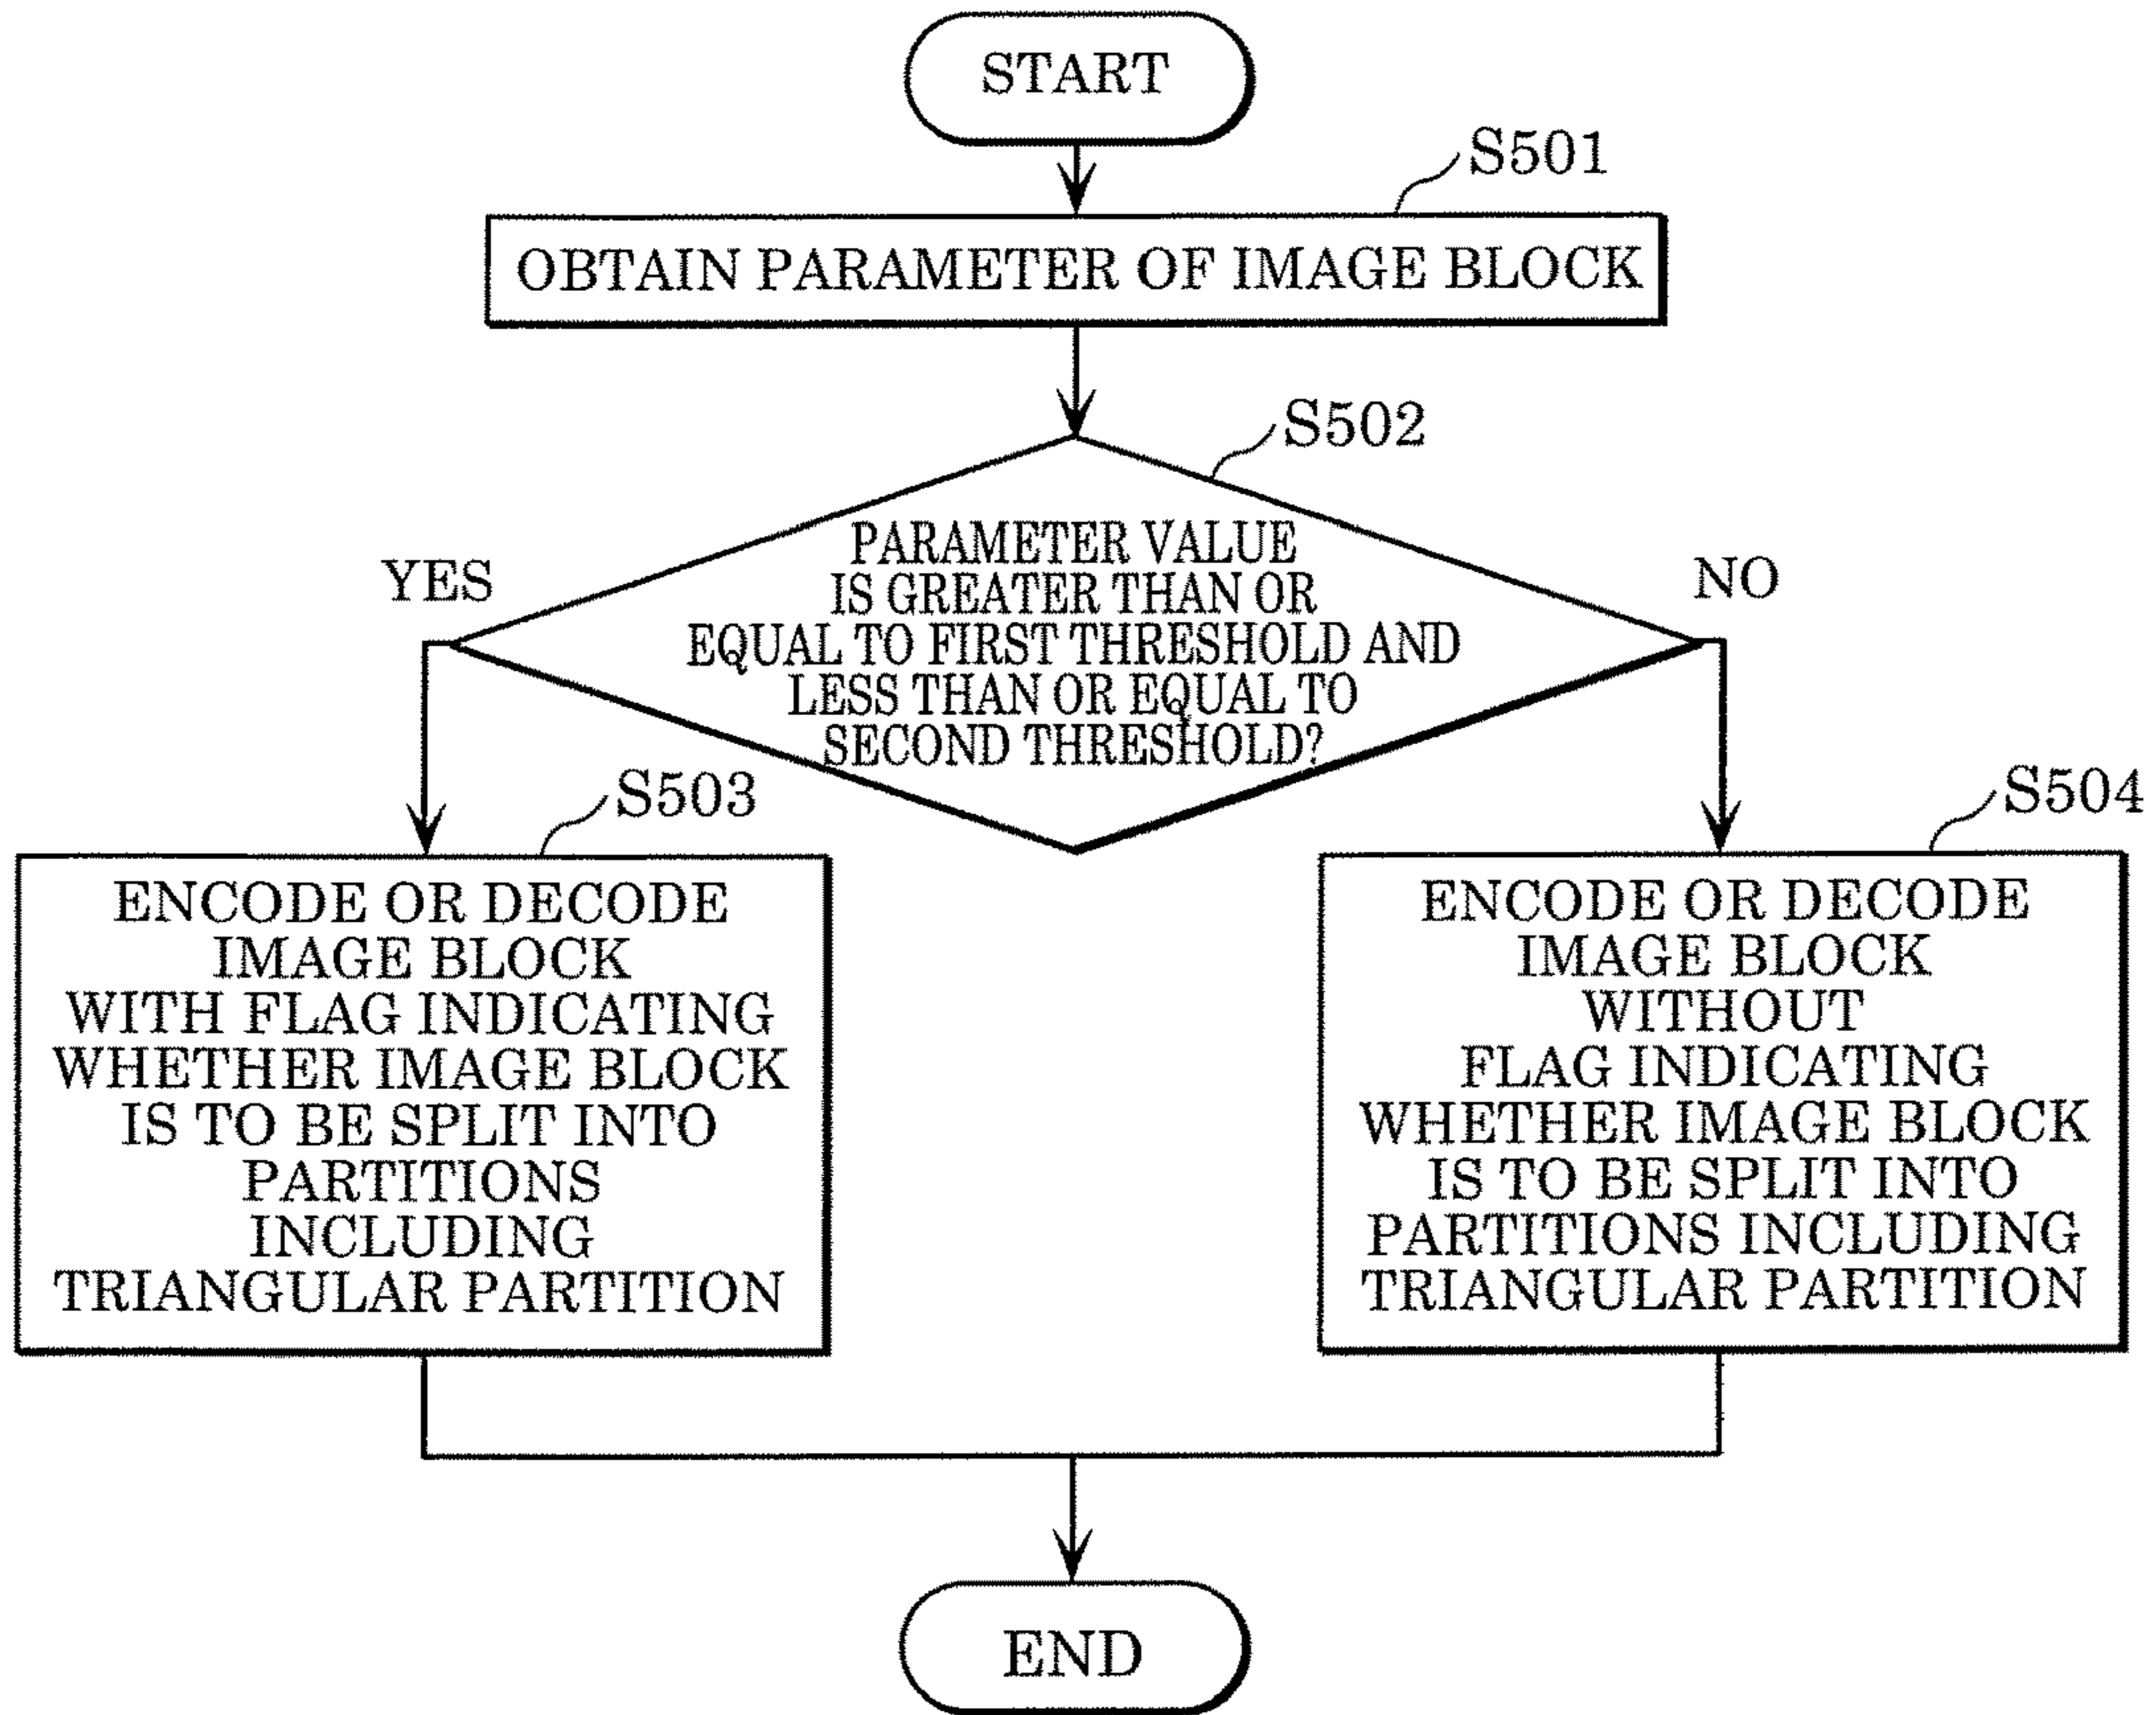 START
S501
OBTAIN PARAMETER OF IMAGE BLOCK
S502
PARAMETER VALUE
IS GREATER THAN OR
EQUAL TO FIRST THRESHOLD AND
LESS THAN OR EQUAL TO
SECOND THRESHOLD?
YES
NO
S503
ENCODE OR DECODE
IMAGE BLOCK
WITH FLAG INDICATING
WHETHER IMAGE BLOCK
IS TO BE SPLIT INTO
PARTITIONS
INCLUDING
TRIANGULAR PARTITION
S504
ENCODE OR DECODE
IMAGE BLOCK
WITHOUT
FLAG INDICATING
WHETHER IMAGE BLOCK
IS TO BE SPLIT INTO
PARTITIONS INCLUDING
TRIANGULAR PARTITION
END